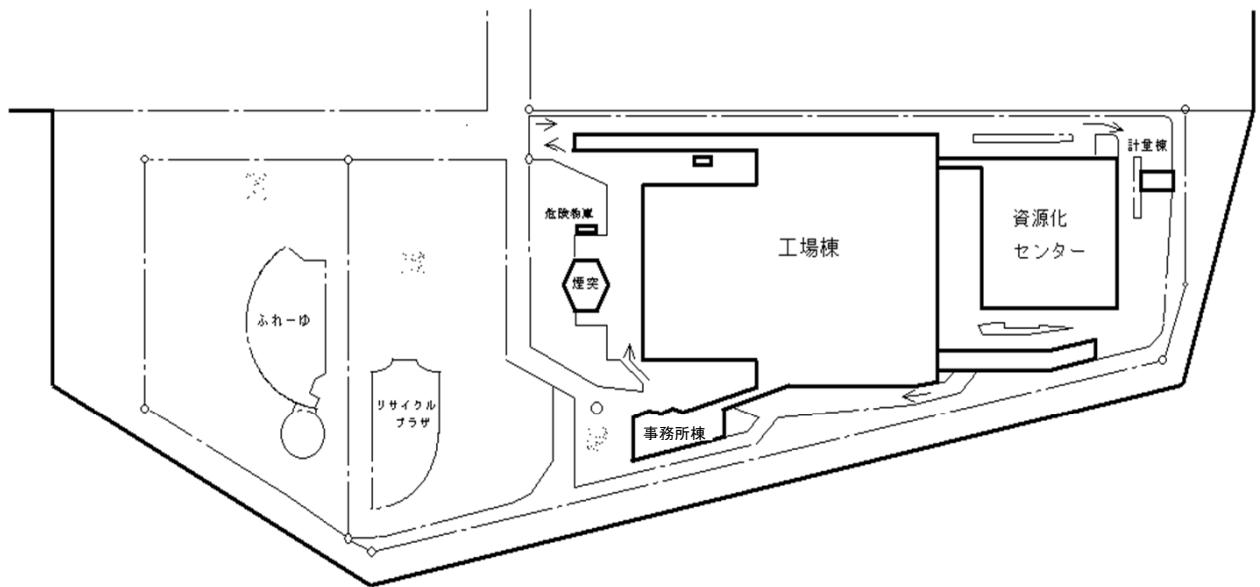 計量棟
危険物庫
資源化
センター
工場棟
煙突
ふれーゆ
リサイクル
プラザ
事務所棟